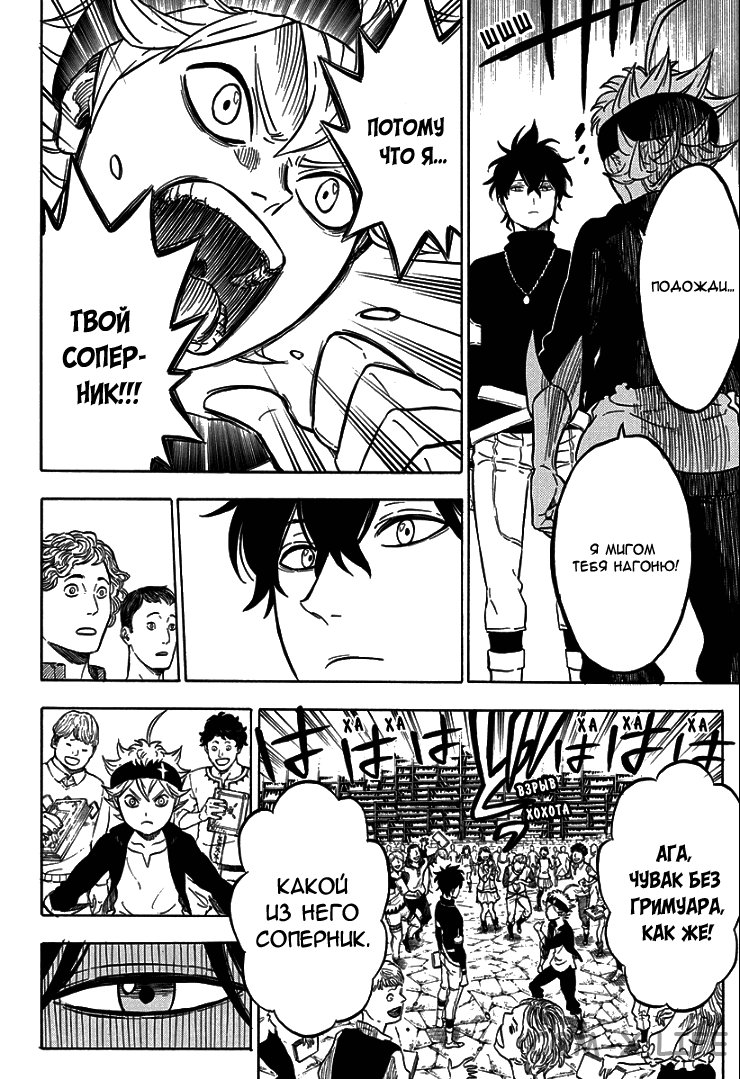 ШШШ
ПОДОЖДИ...
Я МИГОМ
ТЕБЯ НАГОНЮ!
ПОТОМУ
ЧТО Я...
ТВОЙ
СОПЕР-
НИК!!!
はははははは
ХА ХА ХА ХА ХА ХА
ВЗРЫВ
ХОХОТА
АГА,
ЧУВАК БЕЗ
ГРИМУАРА,
КАК ЖЕ!
КАКОЙ
ИЗ НЕГО
СОПЕРНИК.